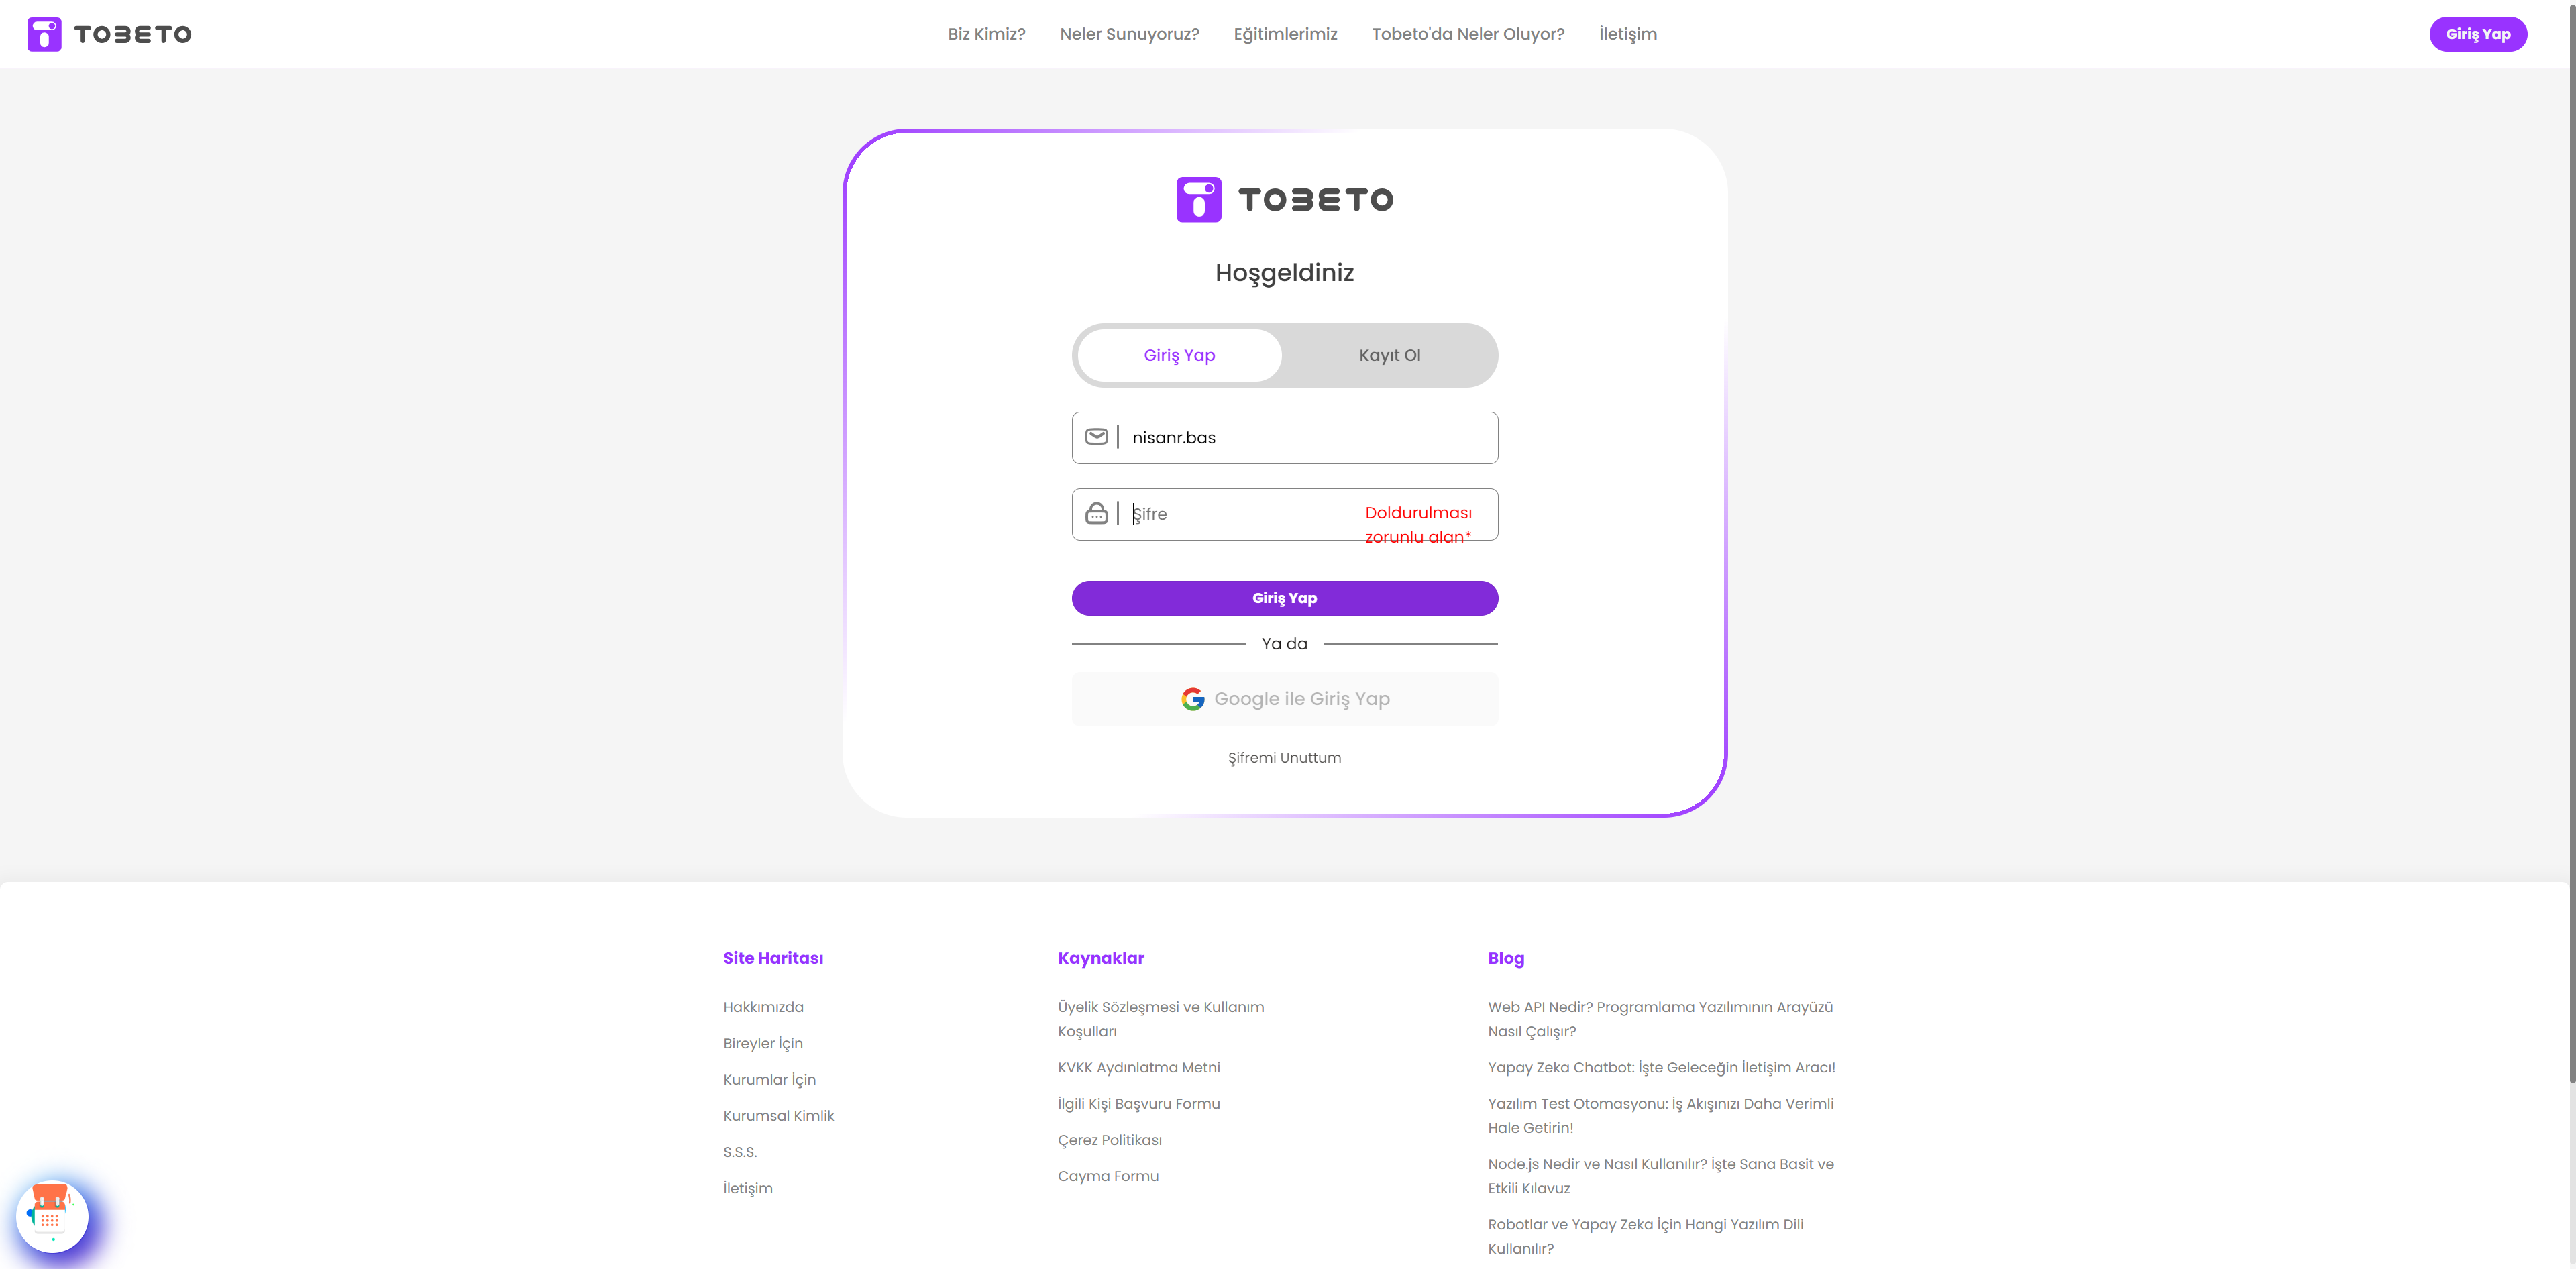 TOBETO
Biz Kimiz?
Neler Sunuyoruz?
Eğitimlerimiz
Tobeto'da Neler Oluyor?
İletişim
Giriş Yap
TOBETO
Hoşgeldiniz
Giriş Yap
Kayıt Ol
nisanr.bas
Şifre
Doldurulması
zorunlu alan*
Giriş Yap
Ya da
Google ile Giriş Yap
Şifremi Unuttum
Site Haritası
Hakkımızda
Bireyler İçin
Kurumlar İçin
Kurumsal Kimlik
S.S.S.
İletişim
Kaynaklar
Üyelik Sözleşmesi ve Kullanım
Koşulları
KVKK Aydınlatma Metni
İlgili Kişi Başvuru Formu
Çerez Politikası
Cayma Formu
Blog
Web API Nedir? Programlama Yazılımının Arayüzü
Nasıl Çalışır?
Yapay Zeka Chatbot: İşte Geleceğin İletişim Aracı!
Yazılım Test Otomasyonu: İş Akışınızı Daha Verimli
Hale Getirin!
Node.js Nedir ve Nasıl Kullanılır? İşte Sana Basit ve
Etkili Kılavuz
Robotlar ve Yapay Zeka İçin Hangi Yazılım Dili
Kullanılır?